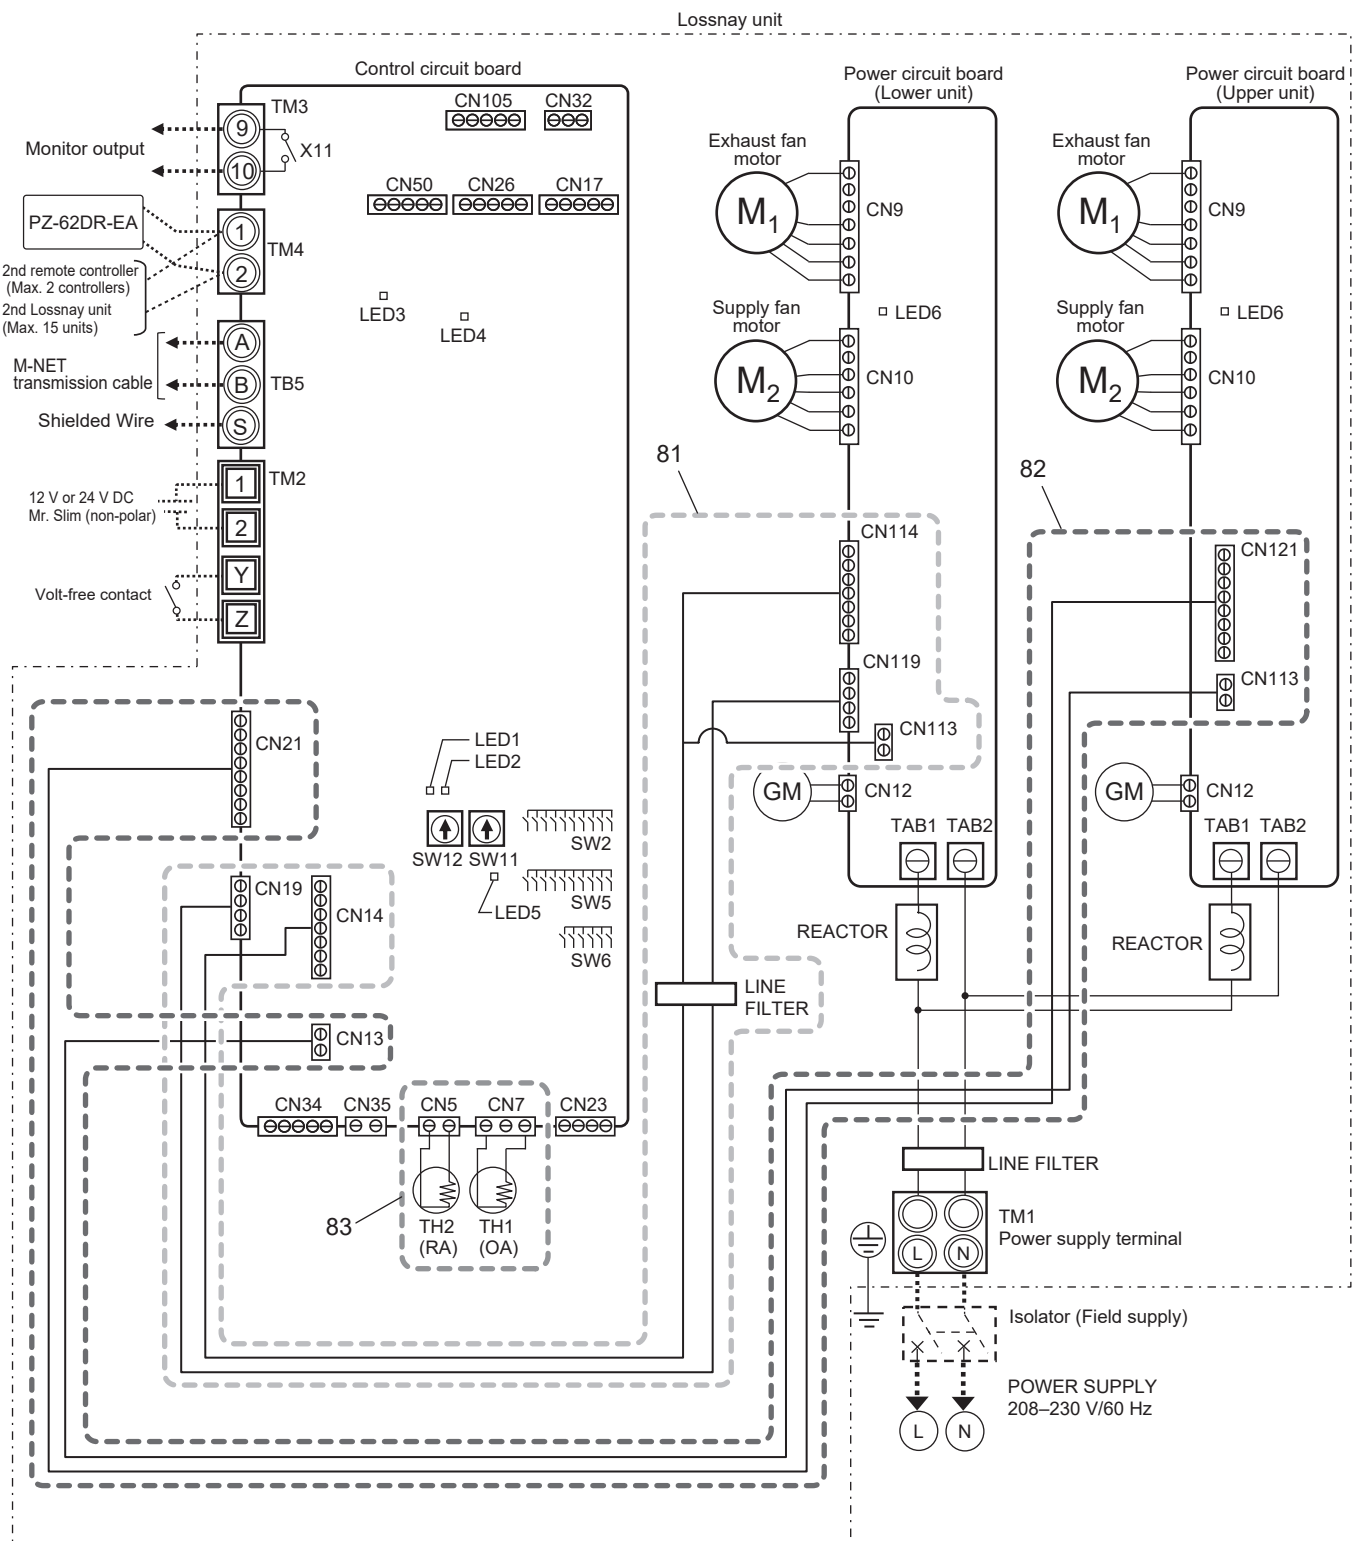 Lossnay unit
Control circuit board
Power circuit board
(Lower unit)
Power circuit board
(Upper unit)
TM3
9
10
X11
Monitor output
CN105
CN32
CN50
CN26
CN17
PZ-62DR-EA
1
2
TM4
2nd remote controller
(Max. 2 controllers)
2nd Lossnay unit
(Max. 15 units)
LED3
LED4
M-NET
transmission cable
Shielded Wire
A
B
S
TB5
12 V or 24 V DC
Mr. Slim (non-polar)
1
2
TM2
Volt-free contact
Y
Z
Exhaust fan
motor
M1
CN9
LED6
Supply fan
motor
M2
CN10
Exhaust fan
motor
M1
CN9
LED6
Supply fan
motor
M2
CN10
81
82
CN114
CN119
CN113
GM
CN12
TAB1
TAB2
CN121
CN113
GM
CN12
TAB1
TAB2
CN21
LED1
LED2
SW12
SW11
SW2
LED5
SW5
SW6
CN19
CN14
CN13
REACTOR
REACTOR
LINE
FILTER
CN34
CN35
CN5
CN7
CN23
83
TH2
(RA)
TH1
(OA)
LINE FILTER
L
N
TM1
Power supply terminal
Isolator (Field supply)
POWER SUPPLY
208–230 V/60 Hz
L
N